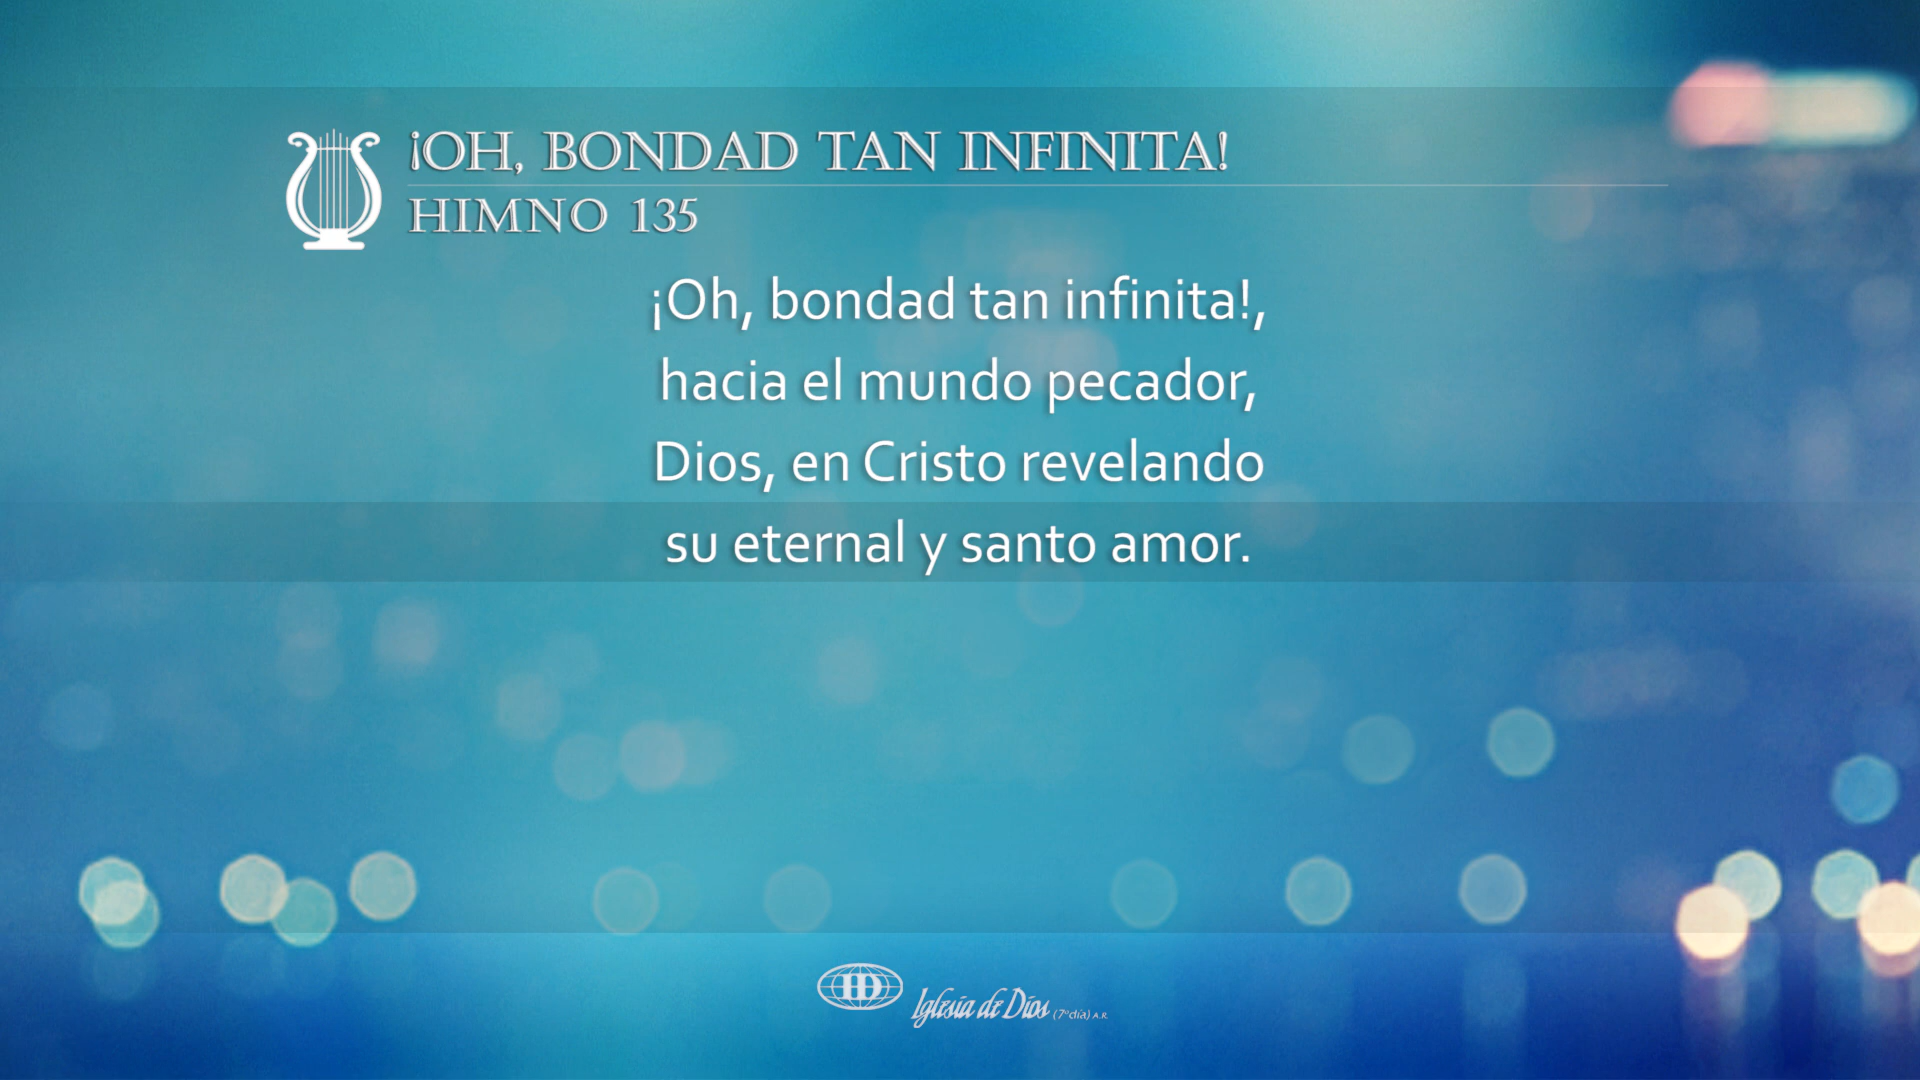 ¡OH, BONDAD TAN INFINITA!
HIMNO 135
¡Oh, bondad tan infinita!,
hacia el mundo pecador,
Dios, en Cristo revelando
su eternal y santo amor.
ID Iglesia de Dios (7º día) A.R.